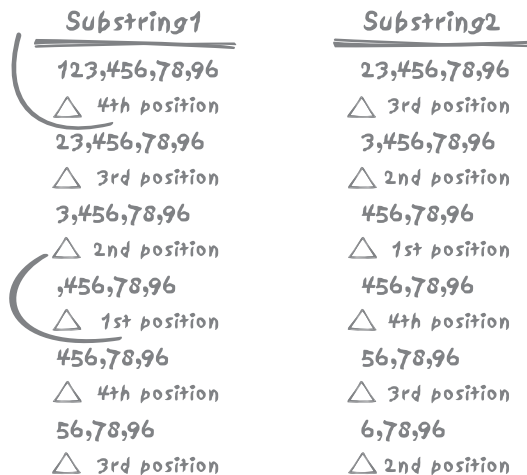 Substring1
123,456,78,96
4th position
23,456,78,96
3rd position
3,456,78,96
2nd position
,456,78,96
1st position
456,78,96
4th position
56,78,96
3rd position
Substring2
23,456,78,96
3rd position
3,456,78,96
2nd position
456,78,96
1st position
456,78,96
4th position
56,78,96
3rd position
6,78,96
2nd position